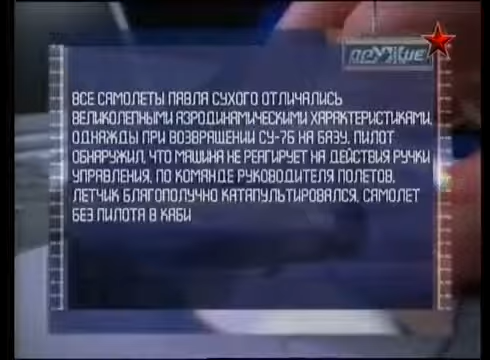 оружие
ВСЕ САМОЛЕТЫ ПАВЛА СУХОГО ОТЛИЧАЛИСЬ
ВЕЛИКОЛЕПНЫМИ АЭРОДИНАМИЧЕСКИМИ ХАРАКТЕРИСТИКАМИ.
ОДНАЖДЫ ПРИ ВОЗВРАЩЕНИИ СУ-7Б НА БАЗУ, ПИЛОТ
ОБНАРУЖИЛ, ЧТО МАШИНА НЕ РЕАГИРУЕТ НА ДЕЙСТВИЯ РУЧКИ
УПРАВЛЕНИЯ. ПО КОМАНДЕ РУКОВОДИТЕЛЯ ПОЛЕТОВ,
ЛЕТЧИК БЛАГОПОЛУЧНО КАТАПУЛЬТИРОВАЛСЯ. САМОЛЕТ
БЕЗ ПИЛОТА В КАБИ